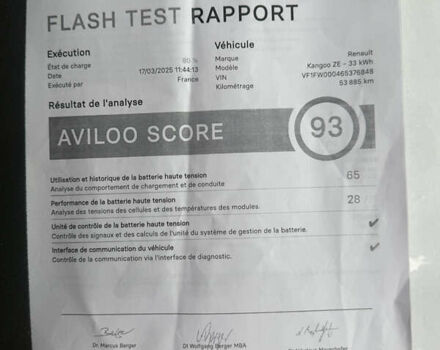 FLASH TEST RAPPORT
Exécution
État de charge 80 %
Date 17/03/2025 11:44:13
Exécuté par France
Véhicule
Marque Renault
Modèle Kangoo ZE - 33 kWh
VIN VF1FW000465376848
Kilométrage 53 885 km
Résultat de l'analyse
AVILOO SCORE 93
Utilisation et historique de la batterie haute tension 65
Analyse du comportement de chargement et de conduite
Performance de la batterie haute tension 28
Analyse des tensions des cellules et des températures des modules.
Unité de contrôle de la batterie haute tension ✔
Contrôle des signaux et des calculs de l'unité du système de gestion de la batterie.
Interface de communication du véhicule ✔
Contrôle de la communication via l'interface de diagnostic.
Dr. Marcus Berger DI Wolfgang Berger MBA